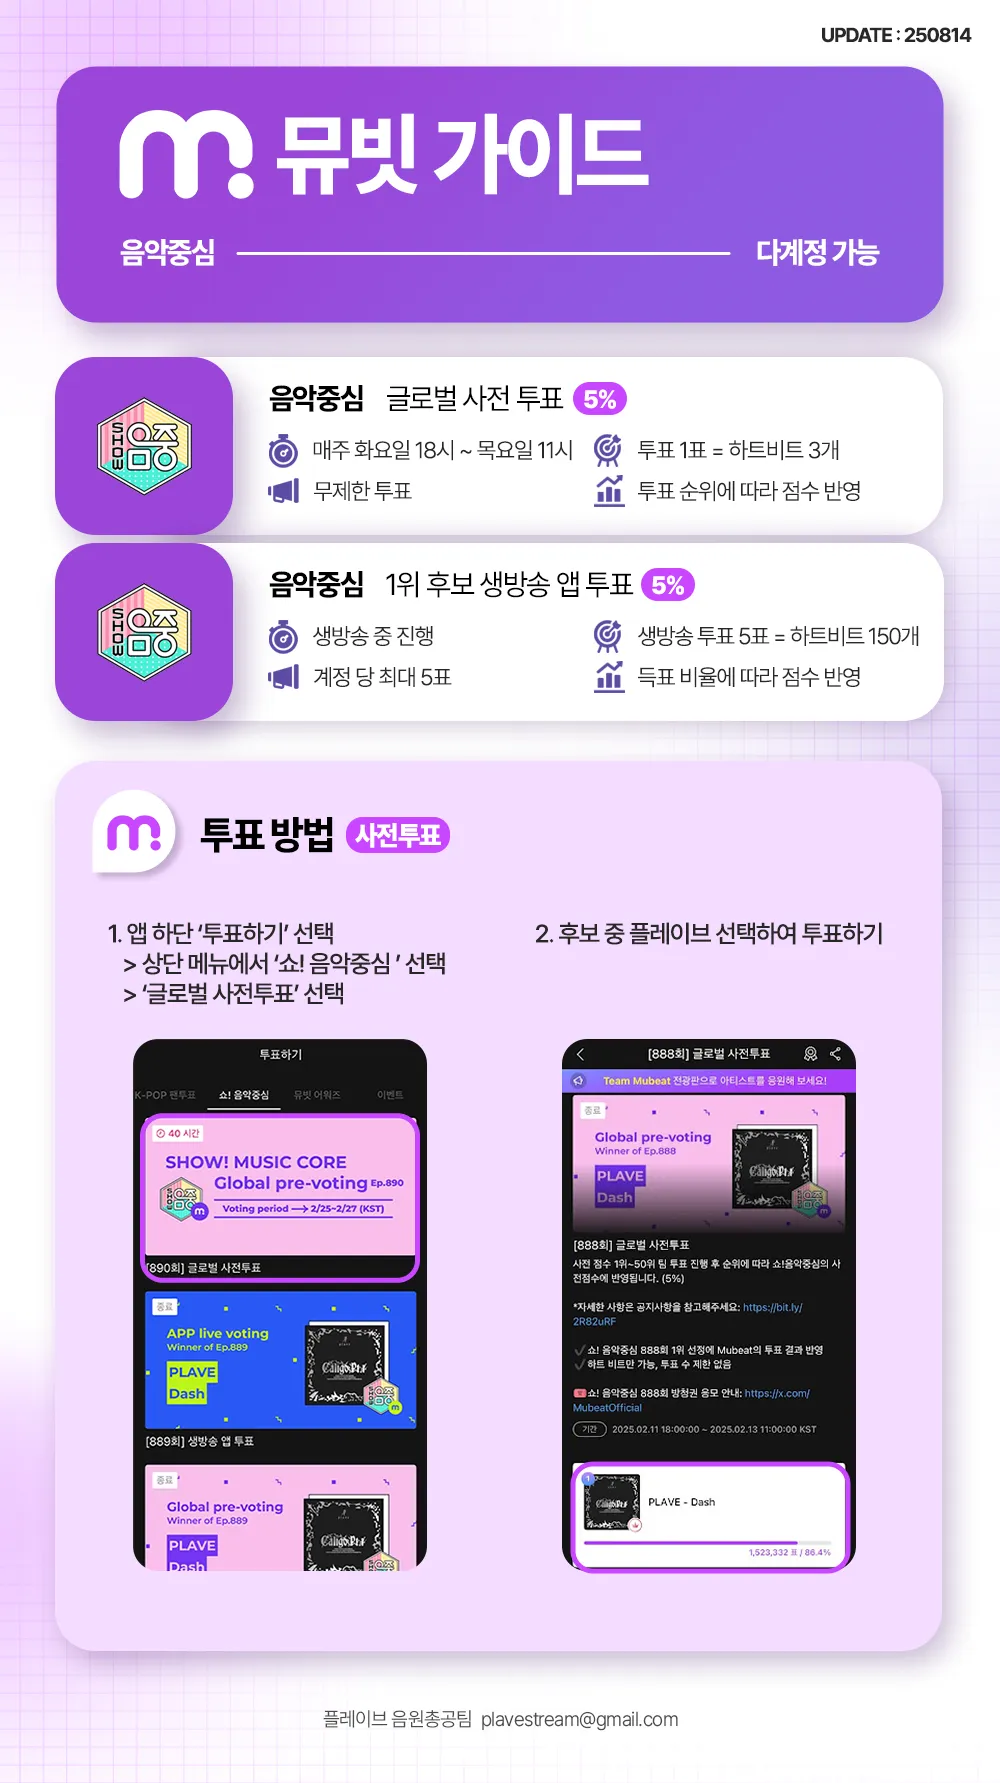 UPDATE : 250814
m. 뮤빗 가이드
음악중심
다계정 가능
SHOW 음중
음악중심 글로벌 사전 투표 5%
매주 화요일 18시 ~ 목요일 11시
투표 1표 = 하트비트 3개
무제한 투표
투표 순위에 따라 점수 반영
SHOW 음중
음악중심 1위 후보 생방송 앱 투표 5%
생방송 중 진행
생방송 투표 5표 = 하트비트 150개
계정 당 최대 5표
득표 비율에 따라 점수 반영
m. 투표 방법 사전투표
1. 앱 하단 ‘투표하기’ 선택
> 상단 메뉴에서 ‘쇼! 음악중심 ’ 선택
> ‘글로벌 사전투표’ 선택
투표하기
K-POP 팬투표 쇼! 음악중심 뮤빗 어워즈 이벤트
40 시간
SHOW! MUSIC CORE
Global pre-voting Ep.890
SHOW 음중 m
Voting period → 2/25~2/27 (KST)
[890회] 글로벌 사전투표
종료
APP live voting
Winner of Ep.889
PLAVE
Dash
Caligo Pt.1
음중 m
[889회] 생방송 앱 투표
종료
Global pre-voting
Winner of Ep.889
PLAVE
Dash
Caligo Pt.1
음중
2. 후보 중 플레이브 선택하여 투표하기
[888회] 글로벌 사전투표
Team Mubeat 전광판으로 아티스트를 응원해 보세요!
종료
Global pre-voting
Winner of Ep.888
PLAVE
Dash
Caligo Pt.1
음중
[888회] 글로벌 사전투표
사전 점수 1위~50위 팀 투표 진행 후 순위에 따라 쇼!음악중심의 사
전점수에 반영됩니다. (5%)
*자세한 사항은 공지사항을 참고해주세요: https://bit.ly/
2R82uRF
✓쇼! 음악중심 888회 1위 선정에 Mubeat의 투표 결과 반영
✓하트 비트만 가능, 투표 수 제한 없음
쇼! 음악중심 888회 방청권 응모 안내: https://x.com/
MubeatOfficial
기간 2025.02.11 18:00:00 ~ 2025.02.13 11:00:00 KST
1
Caligo Pt.1
PLAVE - Dash
1,523,332 표 / 86.4%
플레이브 음원총공팀 plavestream@gmail.com